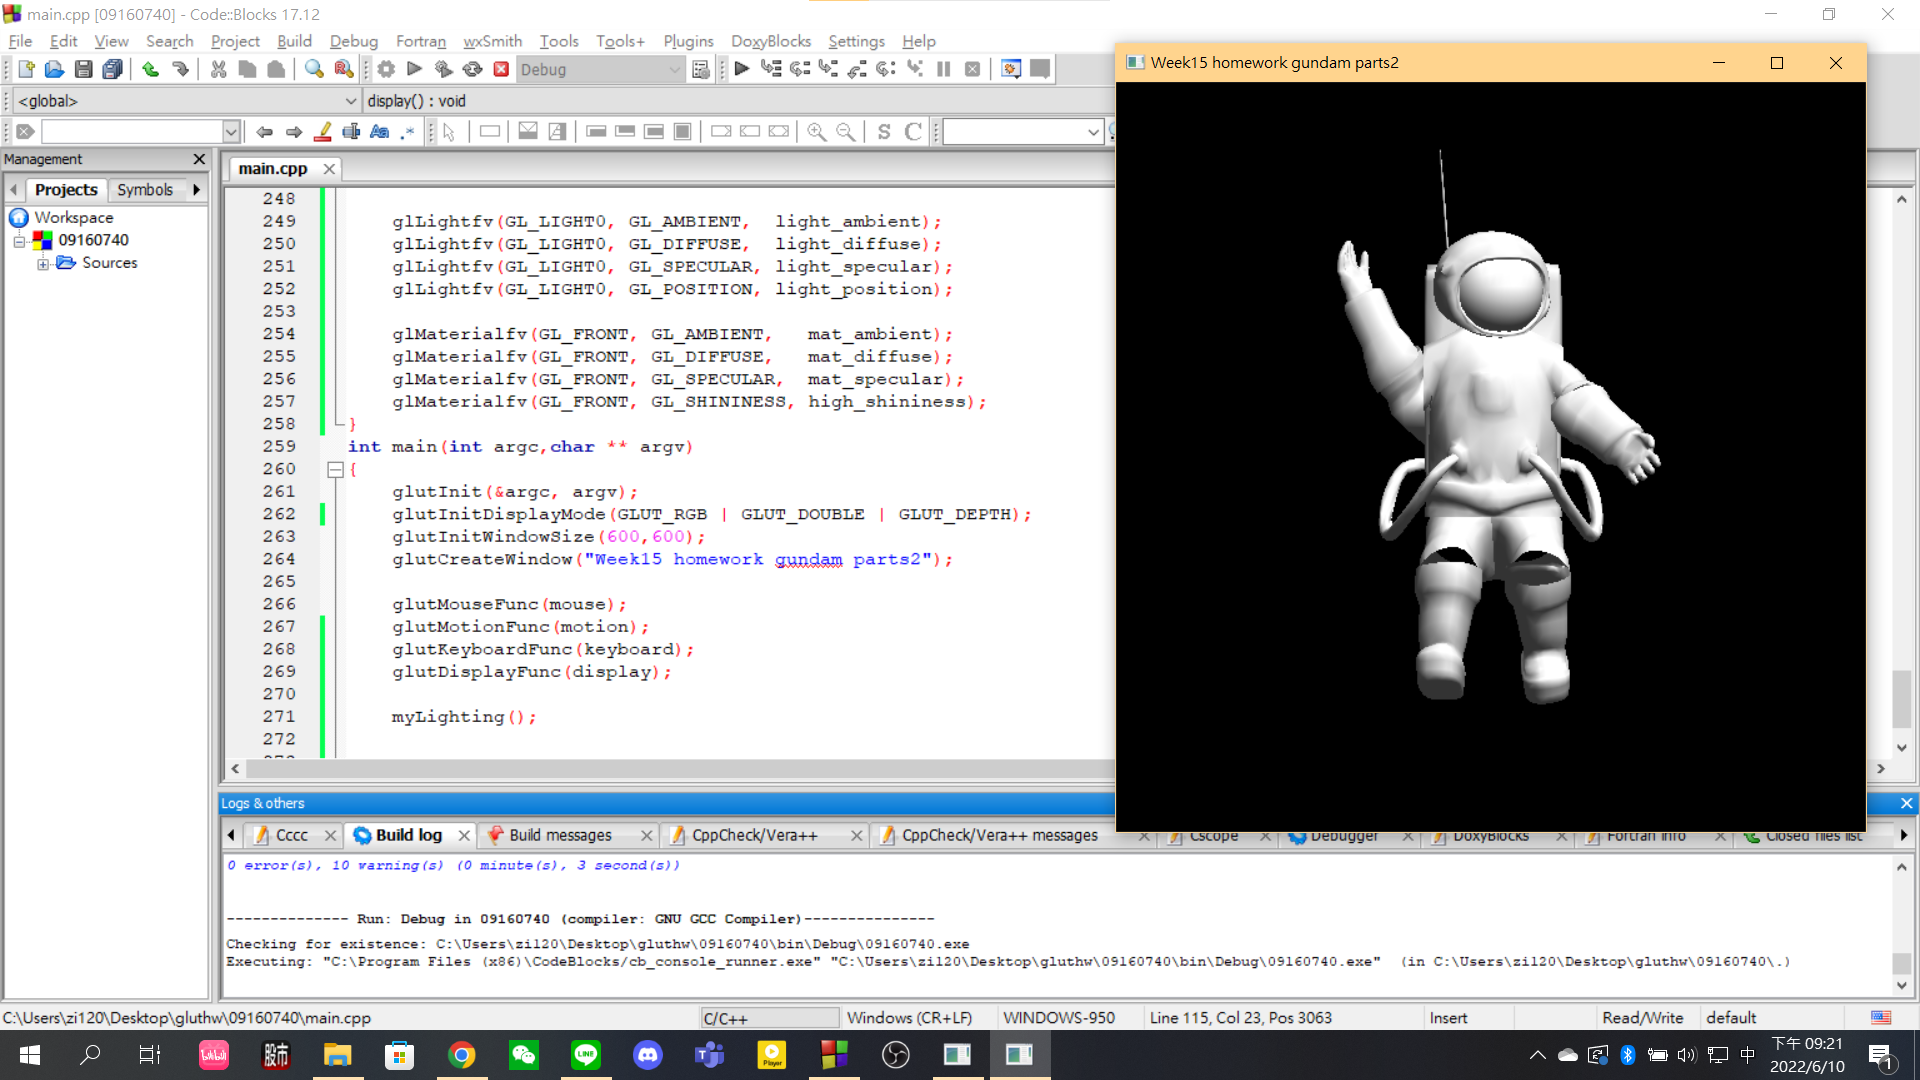 main.cpp [09160740] - Code::Blocks 17.12
File Edit View Search Project Build Debug Fortran wxSmith Tools Tools+ Plugins DoxyBlocks Settings Help
Debug
<global>
display() : void
S C
Week15 homework gundam parts2
Management
Projects Symbols
Workspace
09160740
Sources
main.cpp
248
249 glLightfv(GL_LIGHT0, GL_AMBIENT, light_ambient);
250 glLightfv(GL_LIGHT0, GL_DIFFUSE, light_diffuse);
251 glLightfv(GL_LIGHT0, GL_SPECULAR, light_specular);
252 glLightfv(GL_LIGHT0, GL_POSITION, light_position);
253
254 glMaterialfv(GL_FRONT, GL_AMBIENT, mat_ambient);
255 glMaterialfv(GL_FRONT, GL_DIFFUSE, mat_diffuse);
256 glMaterialfv(GL_FRONT, GL_SPECULAR, mat_specular);
257 glMaterialfv(GL_FRONT, GL_SHININESS, high_shininess);
258 }
259 int main(int argc,char ** argv)
260 {
261 glutInit(&argc, argv);
262 glutInitDisplayMode(GLUT_RGB | GLUT_DOUBLE | GLUT_DEPTH);
263 glutInitWindowSize(600,600);
264 glutCreateWindow("Week15 homework gundam parts2");
265
266 glutMouseFunc(mouse);
267 glutMotionFunc(motion);
268 glutKeyboardFunc(keyboard);
269 glutDisplayFunc(display);
270
271 myLighting();
272
Logs & others
Cccc Build log Build messages CppCheck/Vera++ CppCheck/Vera++ messages Cscope Debugger DoxyBlocks Fortran info Closed files list
0 error(s), 10 warning(s) (0 minute(s), 3 second(s))
-------------- Run: Debug in 09160740 (compiler: GNU GCC Compiler)---------------
Checking for existence: C:\Users\zi120\Desktop\gluthw\09160740\bin\Debug\09160740.exe
Executing: "C:\Program Files (x86)\CodeBlocks/cb_console_runner.exe" "C:\Users\zi120\Desktop\gluthw\09160740\bin\Debug\09160740.exe"  (in C:\Users\zi120\Desktop\gluthw\09160740\.)
C:\Users\zi120\Desktop\gluthw\09160740\main.cpp
C/C++
Windows (CR+LF)
WINDOWS-950
Line 115, Col 23, Pos 3063
Insert
Read/Write
default
股市
LINE
Player
中
下午 09:21
2022/6/10
1